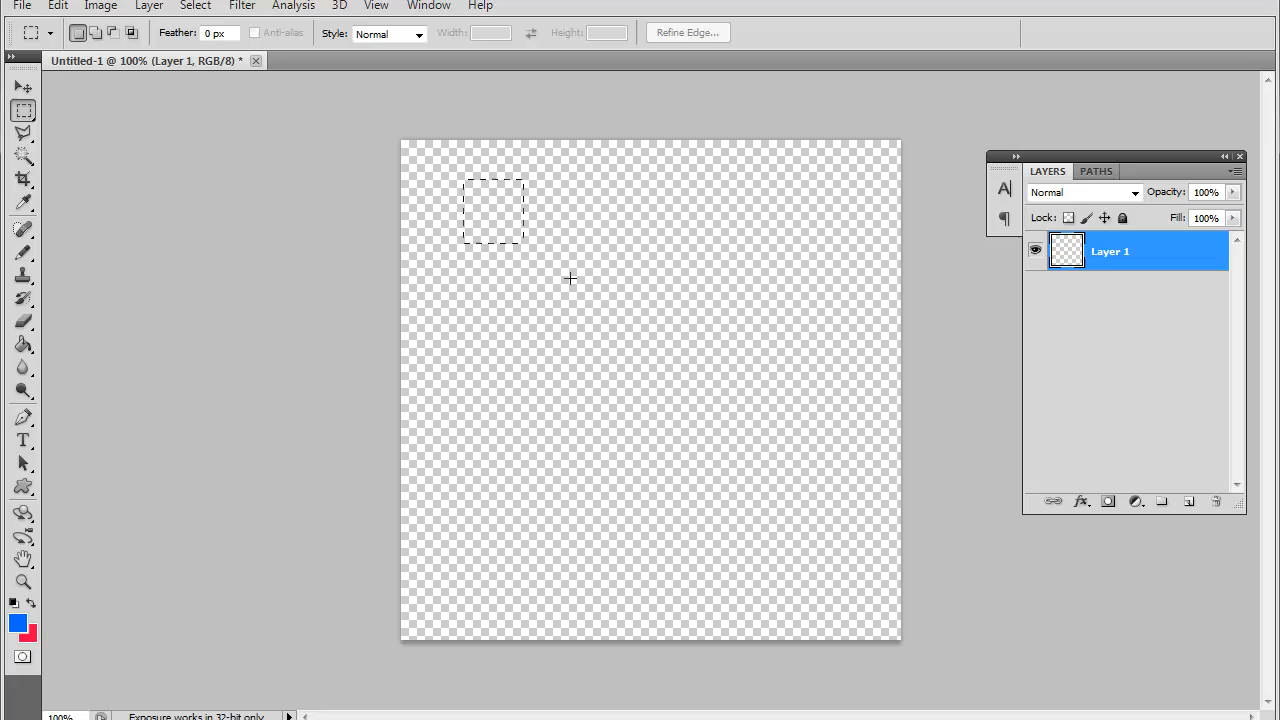 File Edit Image Layer Select Filter Analysis 3D View Window Help
Feather: 0 px Anti-alias Style: Normal Width: Height: Refine Edge...
Untitled-1 @ 100% (Layer 1, RGB/8) *
LAYERS PATHS
Normal Opacity: 100%
Lock: Fill: 100%
Layer 1
100% Exposure works in 32-bit only